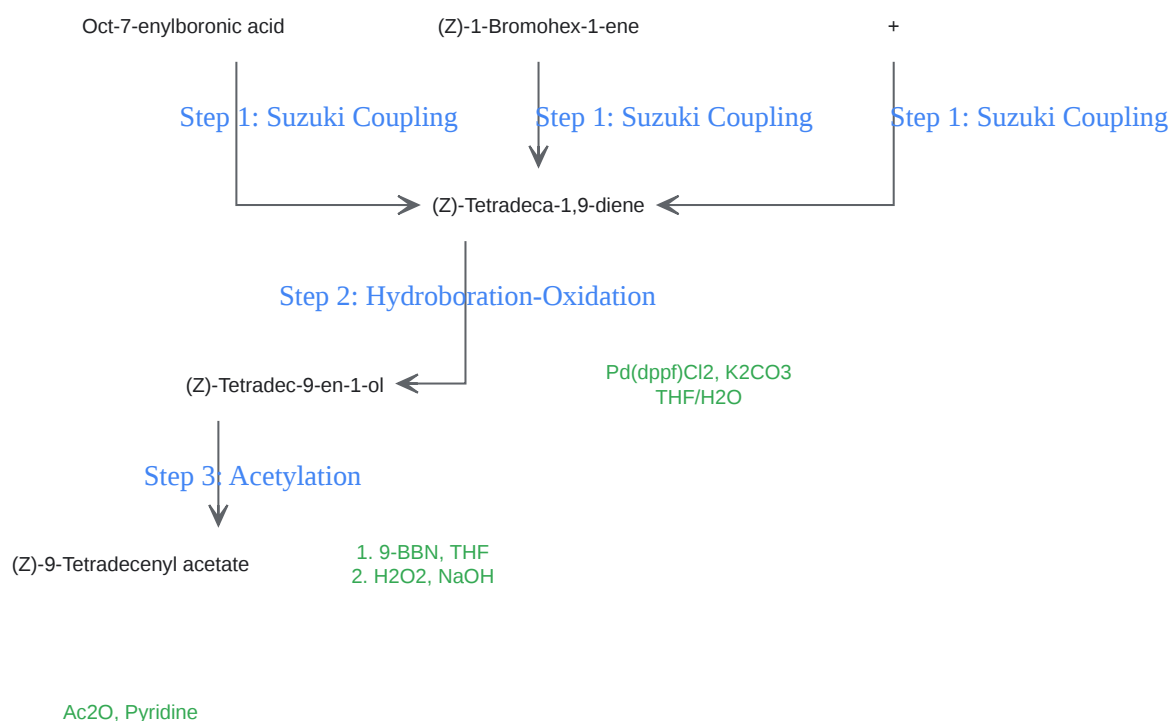 Oct-7-enylboronic acid
(Z)-1-Bromohex-1-ene
+
Step 1: Suzuki Coupling
Step 1: Suzuki Coupling
Step 1: Suzuki Coupling
(Z)-Tetradeca-1,9-diene
Step 2: Hydroboration-Oxidation
(Z)-Tetradec-9-en-1-ol
Pd(dppf)Cl2, K2CO3
THF/H2O
Step 3: Acetylation
(Z)-9-Tetradecenyl acetate
1. 9-BBN, THF
2. H2O2, NaOH
Ac2O, Pyridine